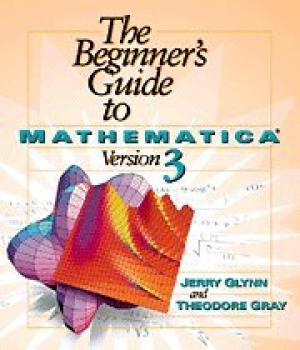 The
Beginner's
Guide
to
MATHEMATICA®
Version 3
JERRY GLYNN
and
THEODORE GRAY